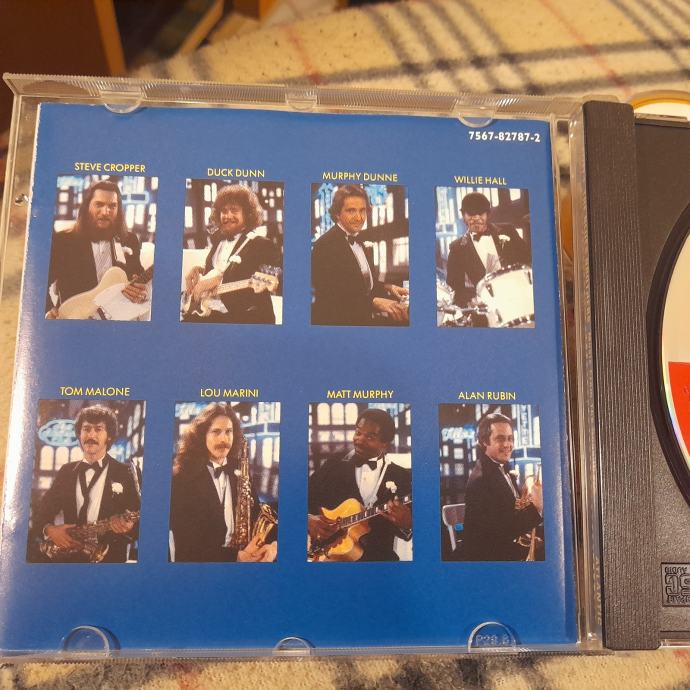 7567-82787-2
STEVE CROPPER
DUCK DUNN
MURPHY DUNNE
WILLIE HALL
TOM MALONE
LOU MARINI
MATT MURPHY
ALAN RUBIN